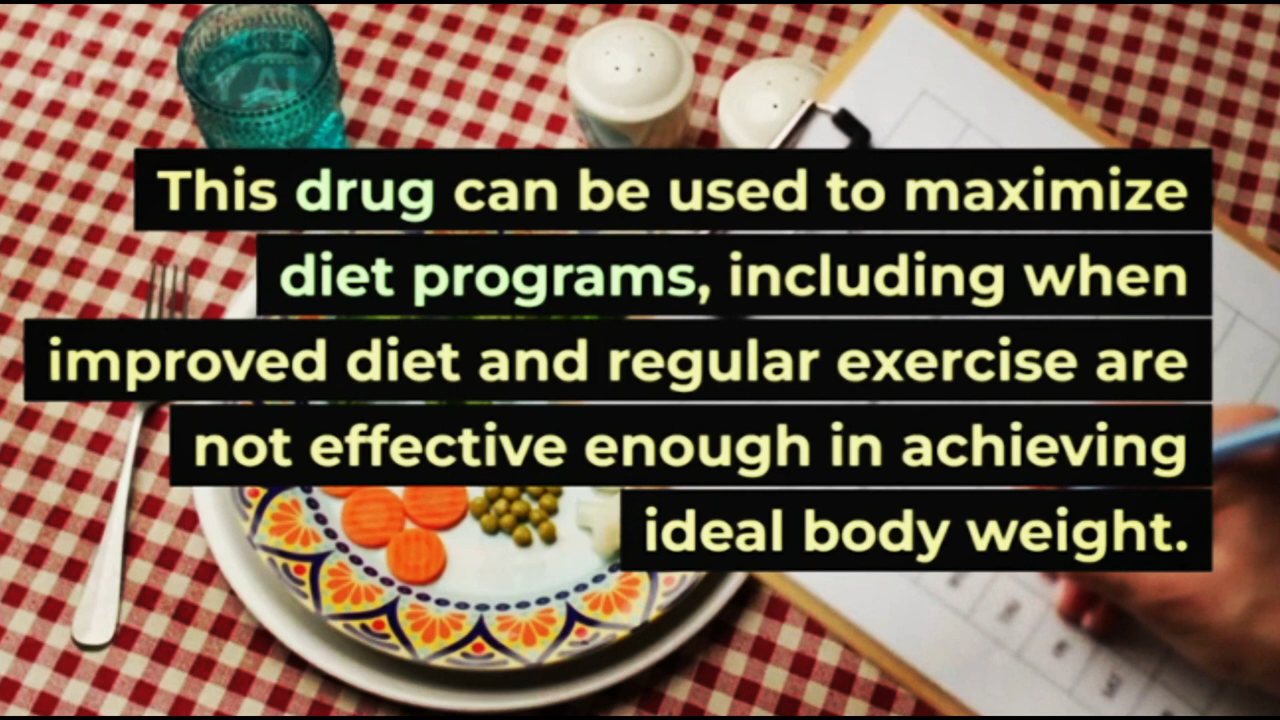 This drug can be used to maximize
diet programs, including when
improved diet and regular exercise are
not effective enough in achieving
ideal body weight.